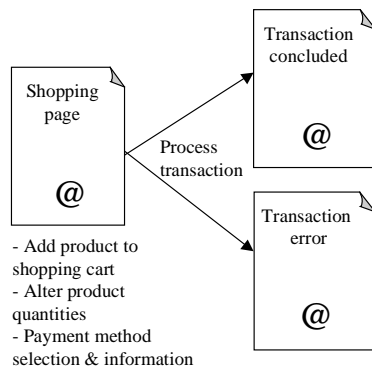 Shopping
page
@
Process
transaction
Transaction
concluded
@
Transaction
error
@
- Add product to
shopping cart
- Alter product
quantities
- Payment method
selection & information